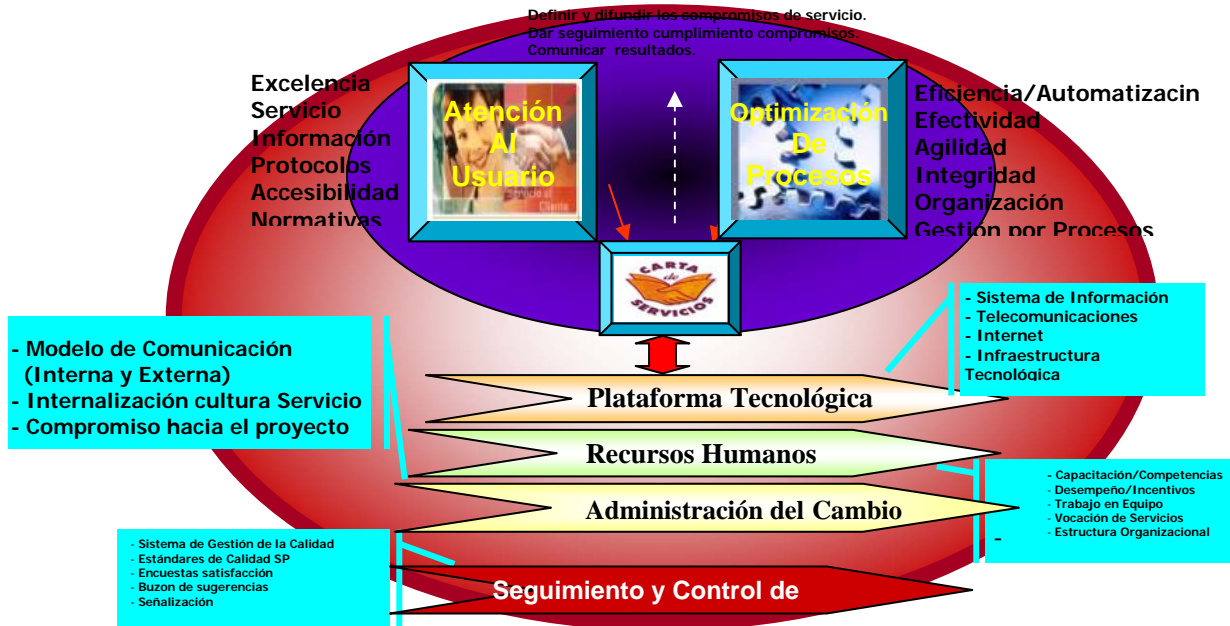 Definir y difundir los compromisos de servicio.
Dar seguimiento cumplimiento compromisos.
Comunicar resultados.
Excelencia
Servicio
Información
Protocolos
Accesibilidad
Normativas
Atención
Al
Usuario
Servicio al
Cliente
Optimización
De
Procesos
Eficiencia/Automatizacin
Efectividad
Agilidad
Integridad
Organización
Gestión por Procesos
CARTA
de
SERVICIOS
- Sistema de Información
- Telecomunicaciones
- Internet
- Infraestructura
Tecnológica
- Modelo de Comunicación
(Interna y Externa)
- Internalización cultura Servicio
- Compromiso hacia el proyecto
Plataforma Tecnológica
Recursos Humanos
Administración del Cambio
- Capacitación/Competencias
- Desempeño/Incentivos
- Trabajo en Equipo
- Vocación de Servicios
- Estructura Organizacional
-
- Sistema de Gestión de la Calidad
- Estándares de Calidad SP
- Encuestas satisfacción
- Buzon de sugerencias
- Señalización
Seguimiento y Control de